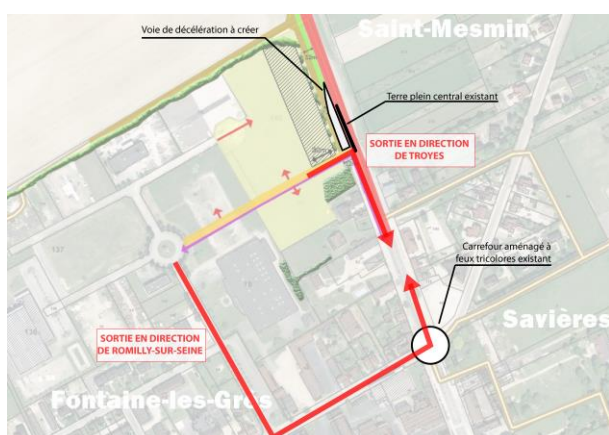 Saint-Mesmin
Voie de décélération à créer
Terre plein central existant
SORTIE EN DIRECTION
DE TROYES
137
Carrefour aménagé à
feux tricolores existant
Savières
SORTIE EN DIRECTION
DE ROMILLY-SUR-SEINE
Fontaine-les-Grès